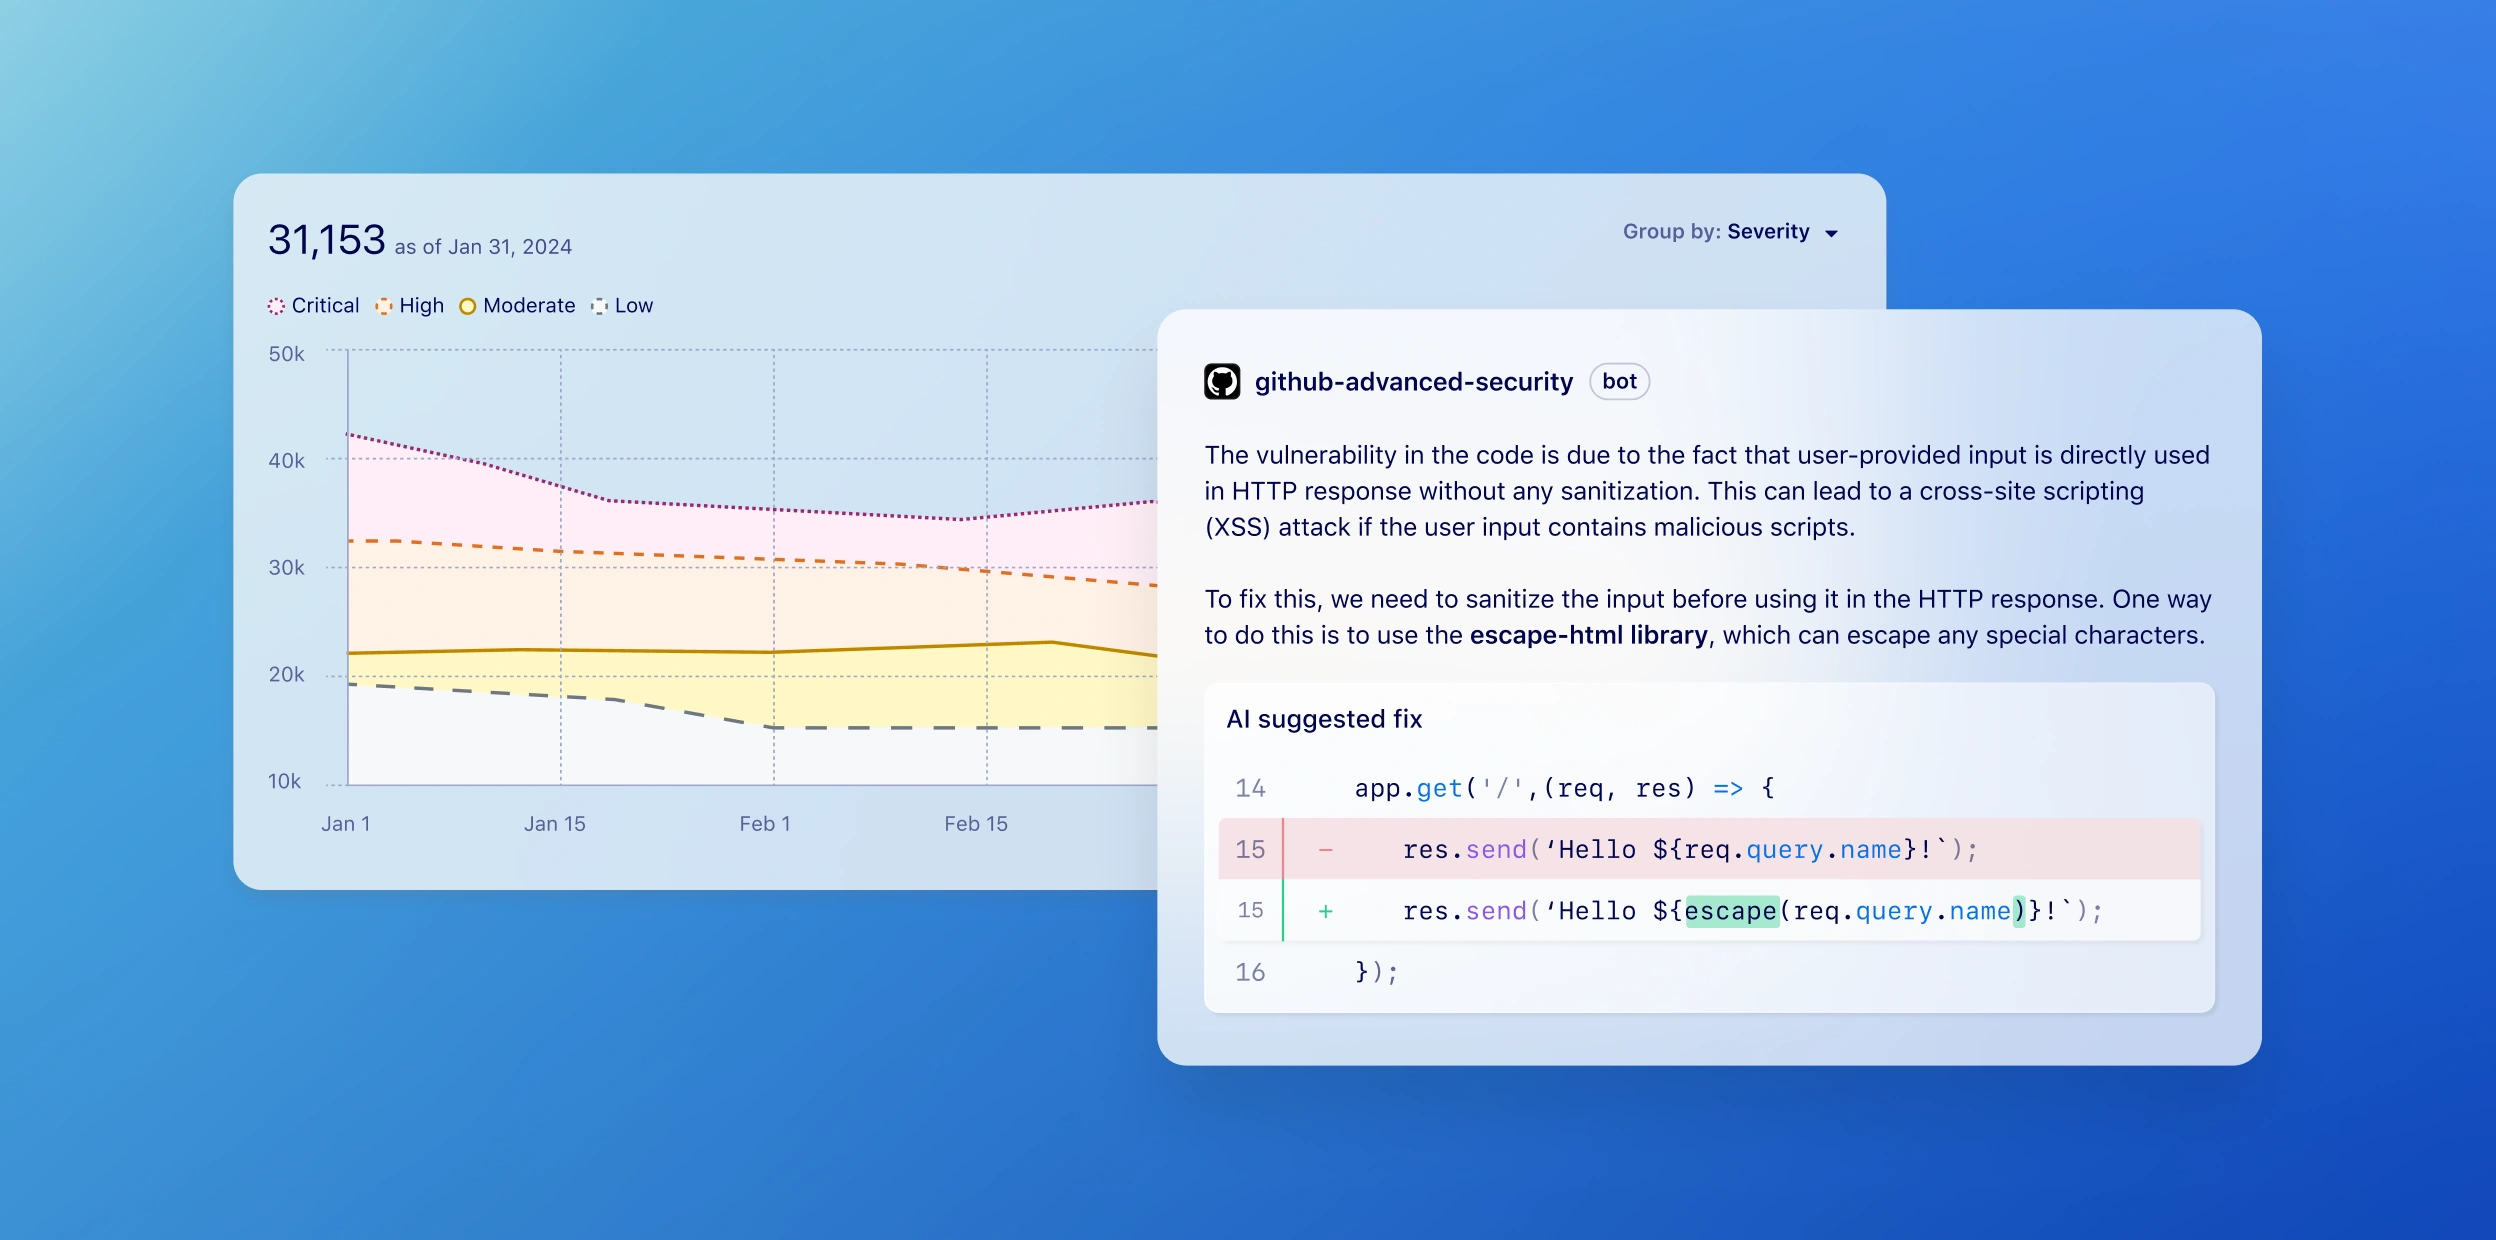 31,153 as of Jan 31, 2024
Group by: Severity
Critical High Moderate Low
50k
40k
30k
20k
10k
Jan 1 Jan 15 Feb 1 Feb 15
github-advanced-security bot
The vulnerability in the code is due to the fact that user-provided input is directly used
in HTTP response without any sanitization. This can lead to a cross-site scripting
(XSS) attack if the user input contains malicious scripts.
To fix this, we need to sanitize the input before using it in the HTTP response. One way
to do this is to use the escape-html library, which can escape any special characters.
AI suggested fix
14 app.get('/',(req, res) => {
15 − res.send(‘Hello ${req.query.name}!`);
15 + res.send(‘Hello ${escape(req.query.name)}!`);
16 });